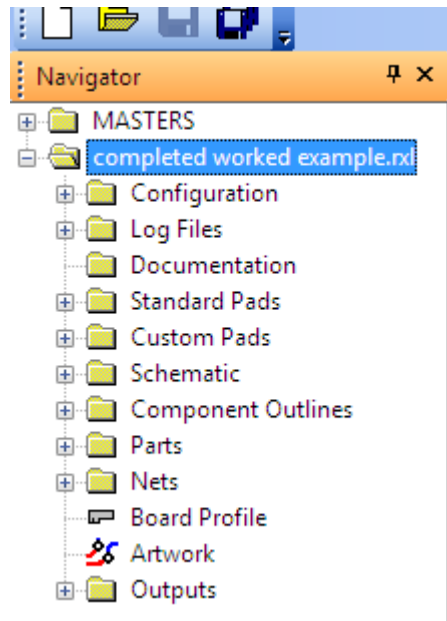 Navigator
MASTERS
completed worked example.rxl
Configuration
Log Files
Documentation
Standard Pads
Custom Pads
Schematic
Component Outlines
Parts
Nets
Board Profile
Artwork
Outputs